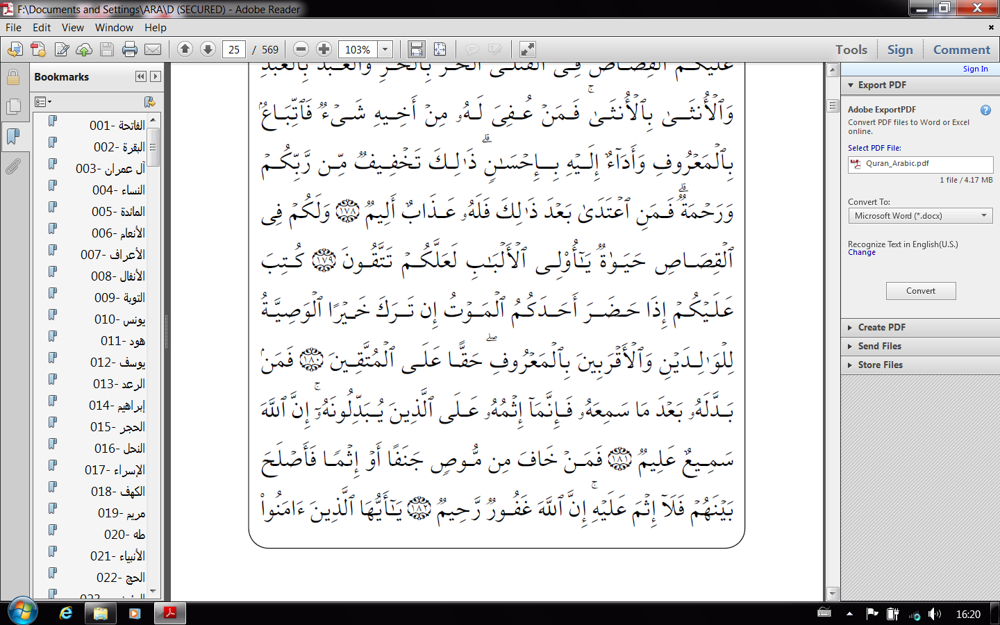 F:\Documents and Settings\ARA\D (SECURED) - Adobe Reader
File Edit View Window Help
25 / 569 103% Tools Sign Comment
Bookmarks
001- الفاتحة
002- البقرة
003- آل عمران
004- النساء
005- المائدة
006- الأنعام
007- الأعراف
008- الأنفال
009- التوبة
010- يونس
011- هود
012- يوسف
013- الرعد
014- إبراهيم
015- الحجر
016- النحل
017- الإسراء
018- الكهف
019- مريم
020- طه
021- الأنبياء
022- الحج
عَلَيْكُمُ ٱلْقِصَاصُ فِى ٱلْقَتْلَى ٱلْحُرُّ بِٱلْحُرِّ وَٱلْعَبْدُ بِٱلْعَبْدِ
وَٱلْأُنثَىٰ بِٱلْأُنثَىٰ ۚ فَمَنْ عُفِىَ لَهُۥ مِنْ أَخِيهِ شَىْءٌ فَٱتِّبَاعٌۢ
بِٱلْمَعْرُوفِ وَأَدَآءٌ إِلَيْهِ بِإِحْسَٰنٍ ۗ ذَٰلِكَ تَخْفِيفٌ مِّن رَّبِّكُمْ
وَرَحْمَةٌ ۗ فَمَنِ ٱعْتَدَىٰ بَعْدَ ذَٰلِكَ فَلَهُۥ عَذَابٌ أَلِيمٌ ١٧٨ وَلَكُمْ فِى
ٱلْقِصَاصِ حَيَوٰةٌ يَٰٓأُو۟لِى ٱلْأَلْبَٰبِ لَعَلَّكُمْ تَتَّقُونَ ١٧٩ كُتِبَ
عَلَيْكُمْ إِذَا حَضَرَ أَحَدَكُمُ ٱلْمَوْتُ إِن تَرَكَ خَيْرًا ٱلْوَصِيَّةُ
لِلْوَٰلِدَيْنِ وَٱلْأَقْرَبِينَ بِٱلْمَعْرُوفِ ۖ حَقًّا عَلَى ٱلْمُتَّقِينَ ١٨٠ فَمَنۢ
بَدَّلَهُۥ بَعْدَ مَا سَمِعَهُۥ فَإِنَّمَآ إِثْمُهُۥ عَلَى ٱلَّذِينَ يُبَدِّلُونَهُۥٓ ۚ إِنَّ ٱللَّهَ
سَمِيعٌ عَلِيمٌ ١٨١ فَمَنْ خَافَ مِن مُّوصٍ جَنَفًا أَوْ إِثْمًا فَأَصْلَحَ
بَيْنَهُمْ فَلَآ إِثْمَ عَلَيْهِ ۚ إِنَّ ٱللَّهَ غَفُورٌ رَّحِيمٌ ١٨٢ يَٰٓأَيُّهَا ٱلَّذِينَ ءَامَنُوا۟
Sign In
Export PDF
Adobe ExportPDF
Convert PDF files to Word or Excel
online.
Select PDF File:
Quran_Arabic.pdf
1 file / 4.17 MB
Convert To:
Microsoft Word (*.docx)
Recognize Text in English(U.S.)
Change
Convert
Create PDF
Send Files
Store Files
16:20